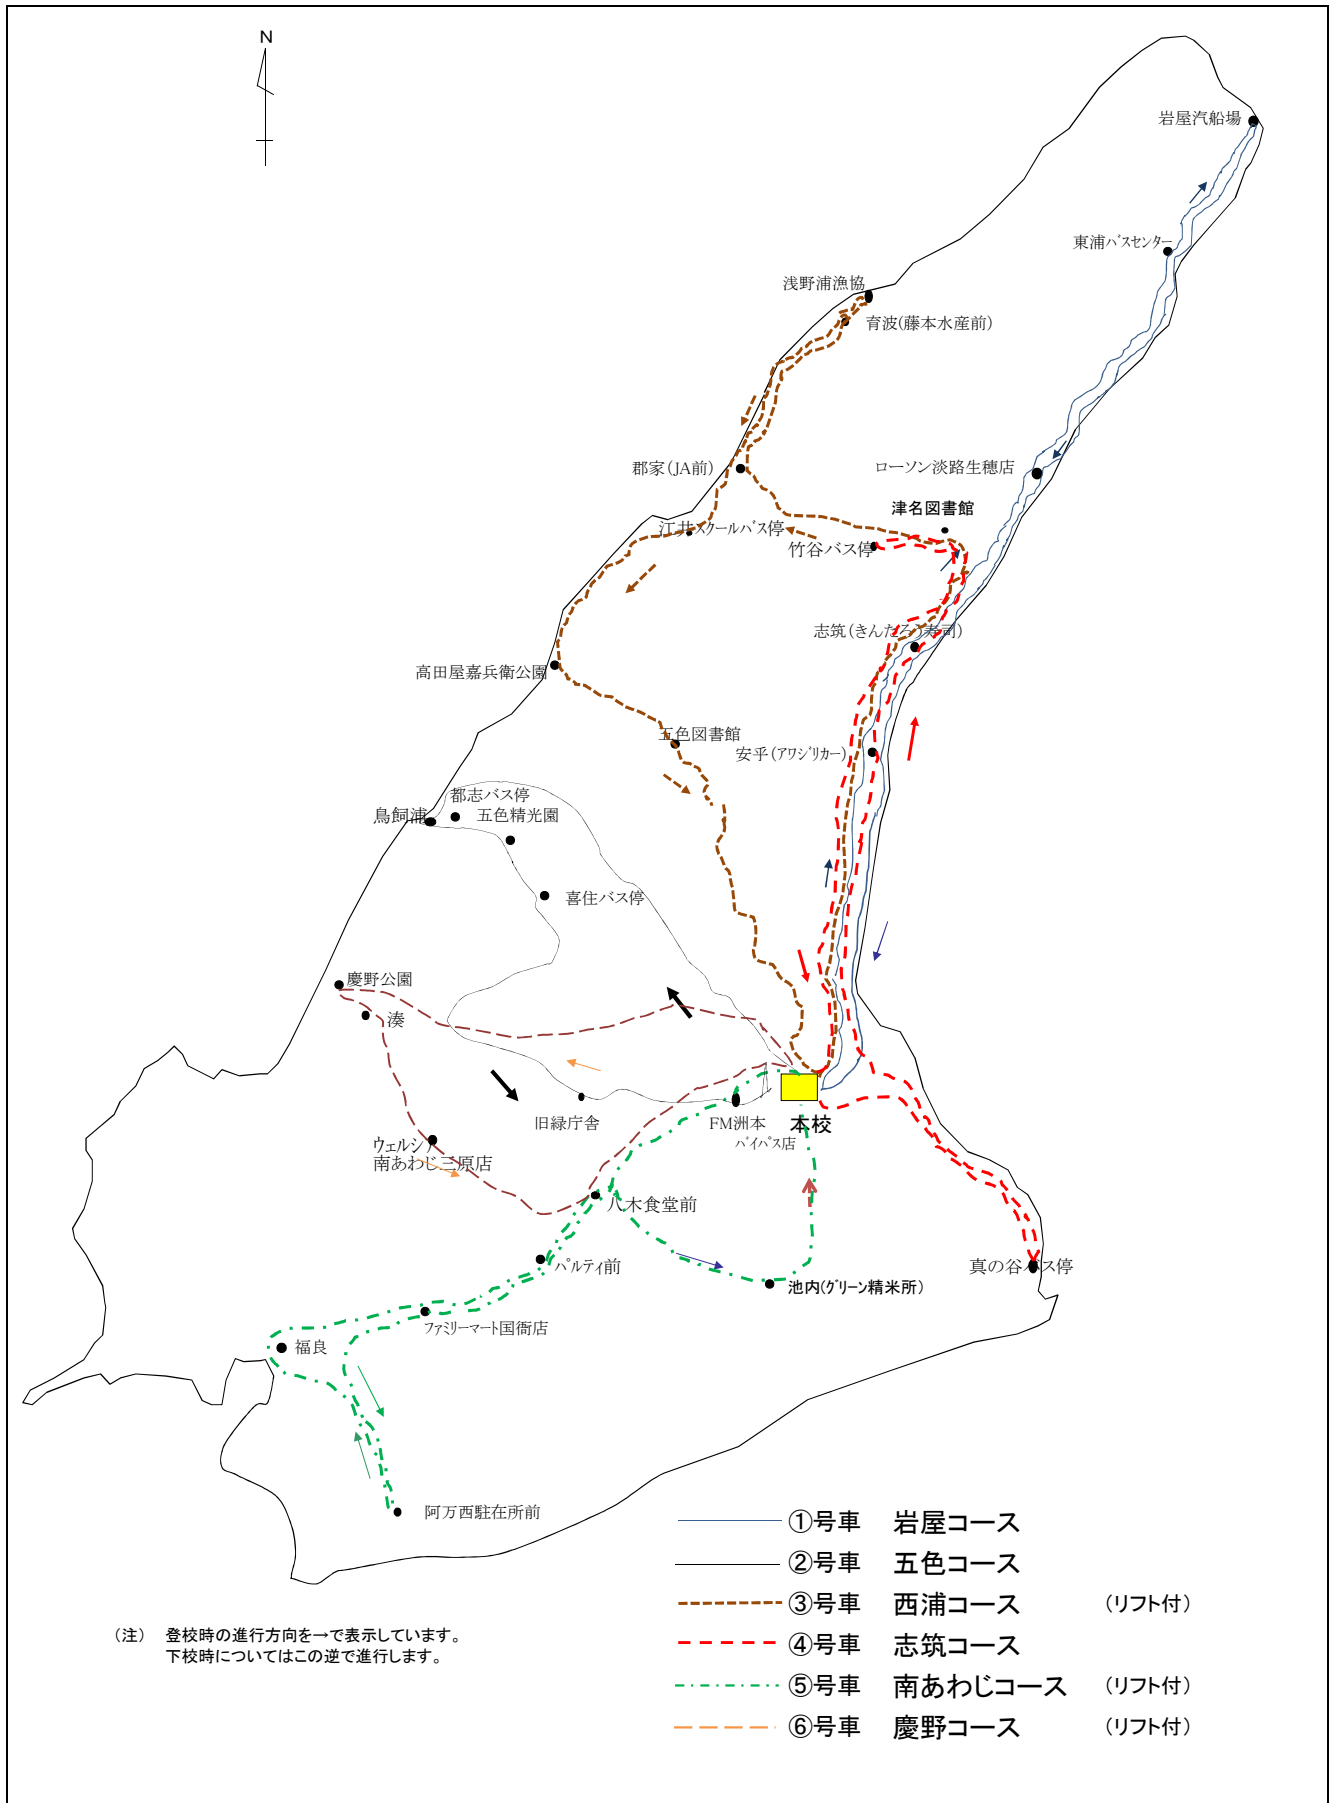 N
岩屋汽船場
東浦バスセンター
浅野浦漁協
育波(藤本水産前)
郡家(JA前)
ローソン淡路生穂店
津名図書館
江井スクールバス停
竹谷バス停
志筑(きんたろう寿司)
高田屋嘉兵衛公園
五色図書館
安乎(アワジリカー)
都志バス停
鳥飼浦
五色精光園
喜住バス停
慶野公園
湊
旧緑庁舎
FM洲本
バイパス店
本校
ウェルシア
南あわじ三原店
八木食堂前
パルティ前
真の谷バス停
池内(グリーン精米所)
ファミリーマート国衙店
福良
阿万西駐在所前
①号車 岩屋コース
②号車 五色コース
③号車 西浦コース (リフト付)
④号車 志筑コース
⑤号車 南あわじコース (リフト付)
⑥号車 慶野コース (リフト付)
(注) 登校時の進行方向を→で表示しています。
下校時についてはこの逆で進行します。